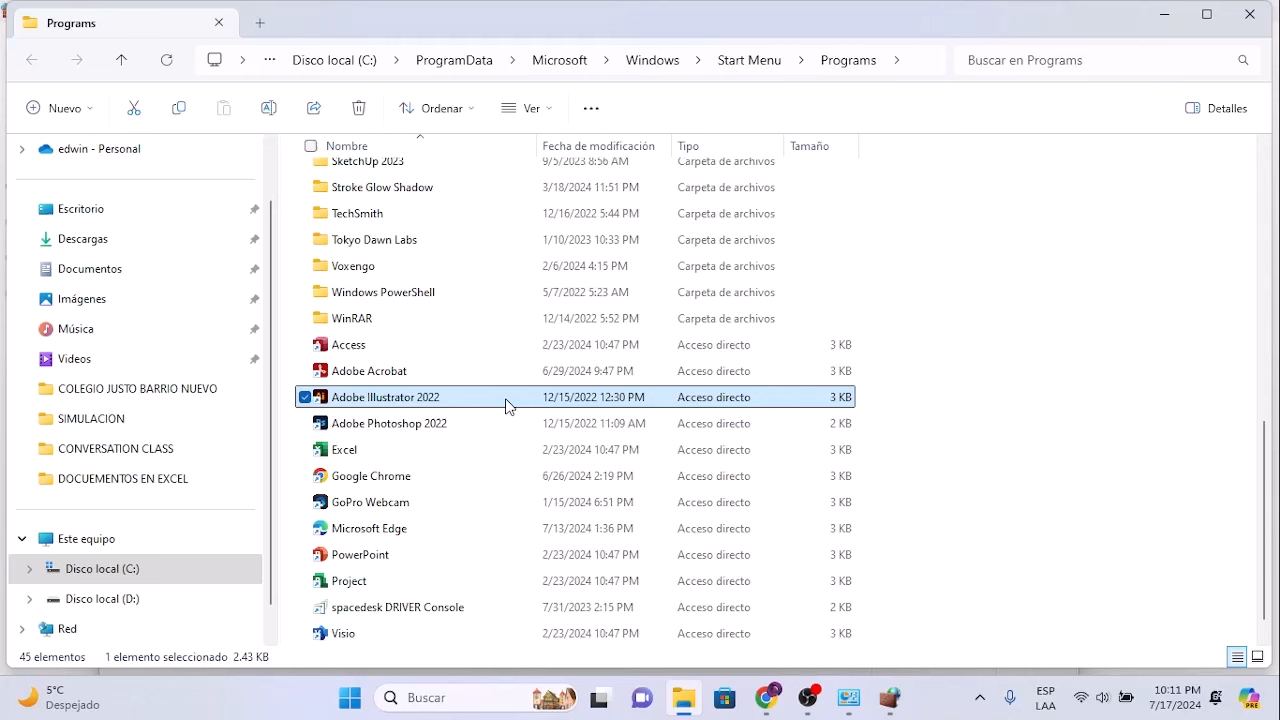 Programs
Disco local (C:) ProgramData Microsoft Windows Start Menu Programs Buscar en Programs
Nuevo Ordenar Ver Detalles
Nombre Fecha de modificación Tipo Tamaño
edwin - Personal
Escritorio
Descargas
Documentos
Imágenes
Música
Videos
COLEGIO JUSTO BARRIO NUEVO
SIMULACION
CONVERSATION CLASS
DOCUEMENTOS EN EXCEL
Este equipo
Disco local (C:)
Disco local (D:)
Red
SketchUp 2023 9/5/2023 8:56 AM Carpeta de archivos
Stroke Glow Shadow 3/18/2024 11:51 PM Carpeta de archivos
TechSmith 12/16/2022 5:44 PM Carpeta de archivos
Tokyo Dawn Labs 1/10/2023 10:33 PM Carpeta de archivos
Voxengo 2/6/2024 4:15 PM Carpeta de archivos
Windows PowerShell 5/7/2022 5:23 AM Carpeta de archivos
WinRAR 12/14/2022 5:52 PM Carpeta de archivos
Access 2/23/2024 10:47 PM Acceso directo 3 KB
Adobe Acrobat 6/29/2024 9:47 PM Acceso directo 3 KB
Adobe Illustrator 2022 12/15/2022 12:30 PM Acceso directo 3 KB
Adobe Photoshop 2022 12/15/2022 11:09 AM Acceso directo 2 KB
Excel 2/23/2024 10:47 PM Acceso directo 3 KB
Google Chrome 6/26/2024 2:19 PM Acceso directo 3 KB
GoPro Webcam 1/15/2024 6:51 PM Acceso directo 3 KB
Microsoft Edge 7/13/2024 1:36 PM Acceso directo 3 KB
PowerPoint 2/23/2024 10:47 PM Acceso directo 3 KB
Project 2/23/2024 10:47 PM Acceso directo 3 KB
spacedesk DRIVER Console 7/31/2023 2:15 PM Acceso directo 2 KB
Visio 2/23/2024 10:47 PM Acceso directo 3 KB
45 elementos 1 elemento seleccionado 2.43 KB
5°C
Despejado
Buscar
ESP
LAA
10:11 PM
7/17/2024
PRE